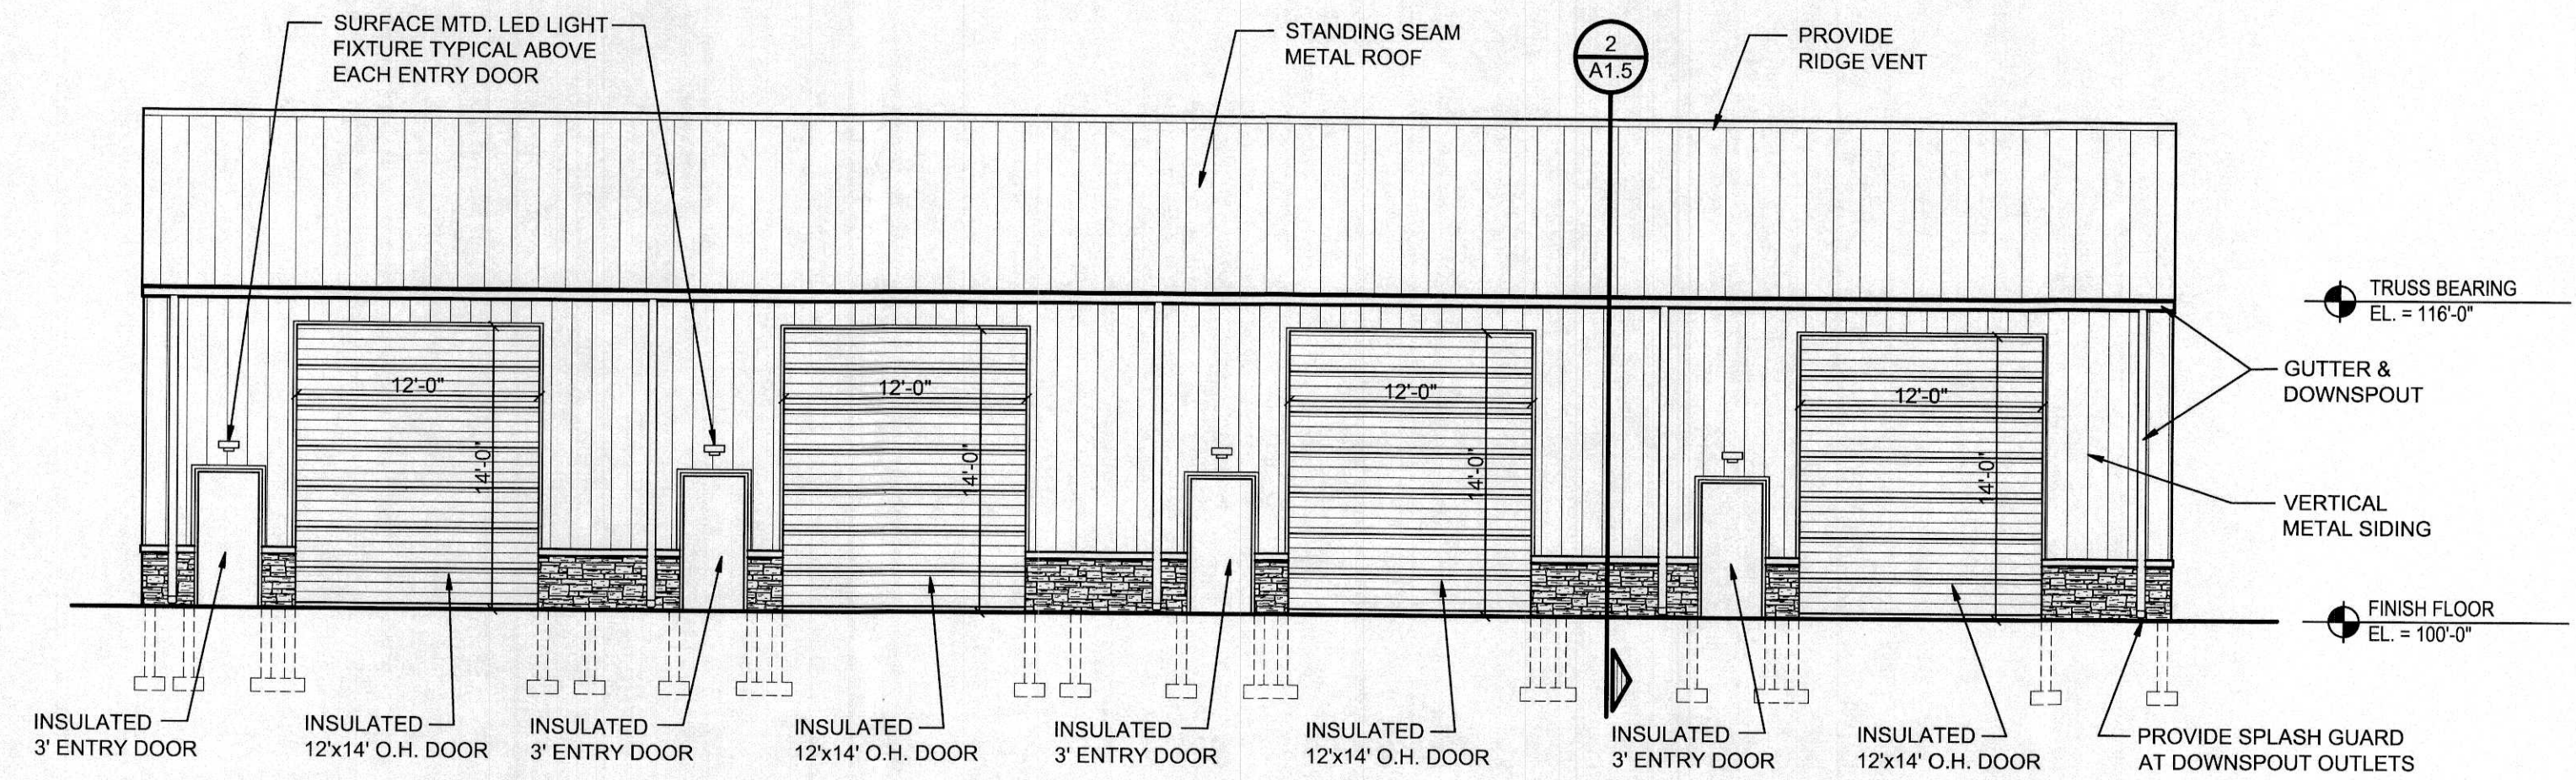 SURFACE MTD. LED LIGHT
FIXTURE TYPICAL ABOVE
EACH ENTRY DOOR
STANDING SEAM
METAL ROOF
2
A1.5
PROVIDE
RIDGE VENT
TRUSS BEARING
EL. = 116'-0"
GUTTER &
DOWNSPOUT
VERTICAL
METAL SIDING
FINISH FLOOR
EL. = 100'-0"
12'-0"
14'-0"
12'-0"
14'-0"
12'-0"
14'-0"
12'-0"
14'-0"
INSULATED
3' ENTRY DOOR
INSULATED
12'x14' O.H. DOOR
INSULATED
3' ENTRY DOOR
INSULATED
12'x14' O.H. DOOR
INSULATED
3' ENTRY DOOR
INSULATED
12'x14' O.H. DOOR
INSULATED
3' ENTRY DOOR
INSULATED
12'x14' O.H. DOOR
PROVIDE SPLASH GUARD
AT DOWNSPOUT OUTLETS